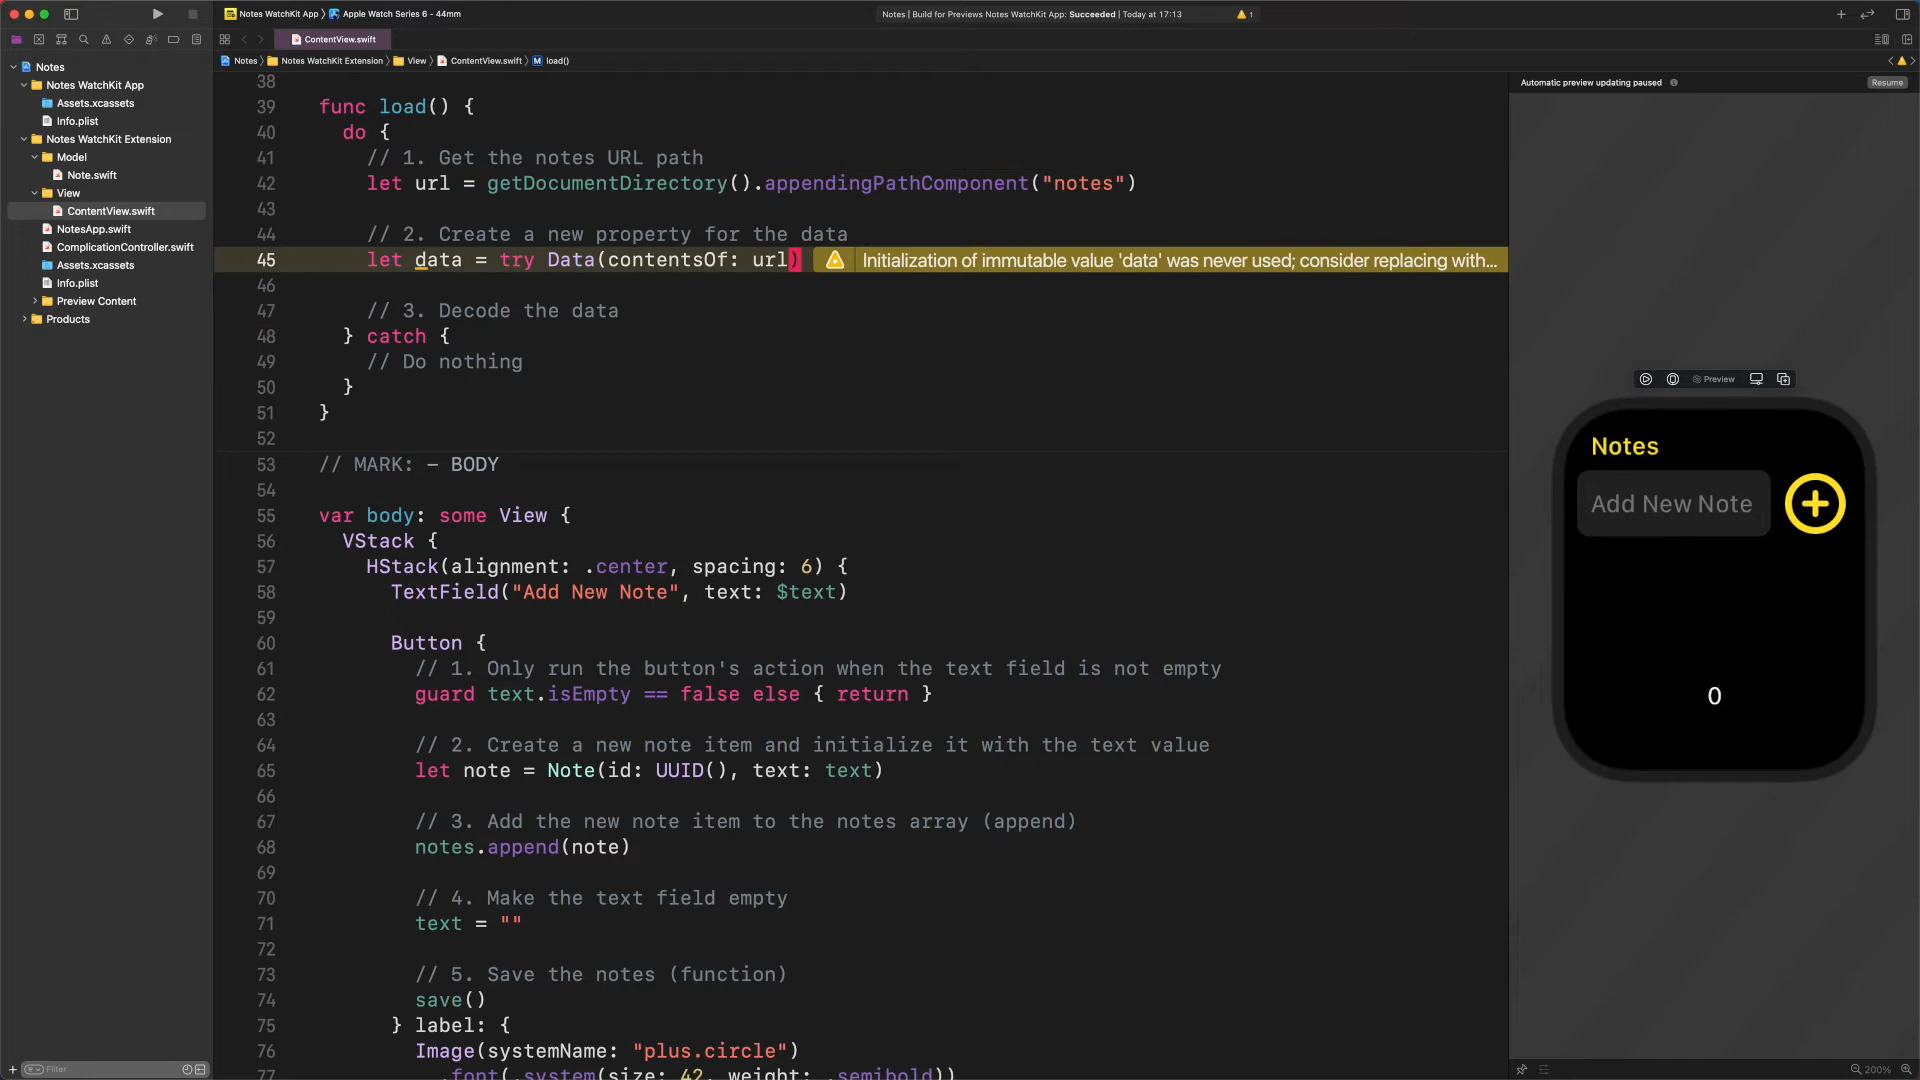 Notes WatchKit App ⟩ Apple Watch Series 6 - 44mm
Notes | Build for Previews Notes WatchKit App: Succeeded | Today at 17:13
1
ContentView.swift
Notes ⟩ Notes WatchKit Extension ⟩ View ⟩ ContentView.swift ⟩ M load()
Notes
Notes WatchKit App
Assets.xcassets
Info.plist
Notes WatchKit Extension
Model
Note.swift
View
ContentView.swift
NotesApp.swift
ComplicationController.swift
Assets.xcassets
Info.plist
Preview Content
Products
Filter
38
39 func load() {
40 do {
41 // 1. Get the notes URL path
42 let url = getDocumentDirectory().appendingPathComponent("notes")
43
44 // 2. Create a new property for the data
45 let data = try Data(contentsOf: url) Initialization of immutable value 'data' was never used; consider replacing with...
46
47 // 3. Decode the data
48 } catch {
49 // Do nothing
50 }
51 }
52
53 // MARK: - BODY
54
55 var body: some View {
56 VStack {
57 HStack(alignment: .center, spacing: 6) {
58 TextField("Add New Note", text: $text)
59
60 Button {
61 // 1. Only run the button's action when the text field is not empty
62 guard text.isEmpty == false else { return }
63
64 // 2. Create a new note item and initialize it with the text value
65 let note = Note(id: UUID(), text: text)
66
67 // 3. Add the new note item to the notes array (append)
68 notes.append(note)
69
70 // 4. Make the text field empty
71 text = ""
72
73 // 5. Save the notes (function)
74 save()
75 } label: {
76 Image(systemName: "plus.circle")
77 .font(.system(size: 42, weight: .semibold))
Automatic preview updating paused
Resume
Preview
Notes
Add New Note
0
200%